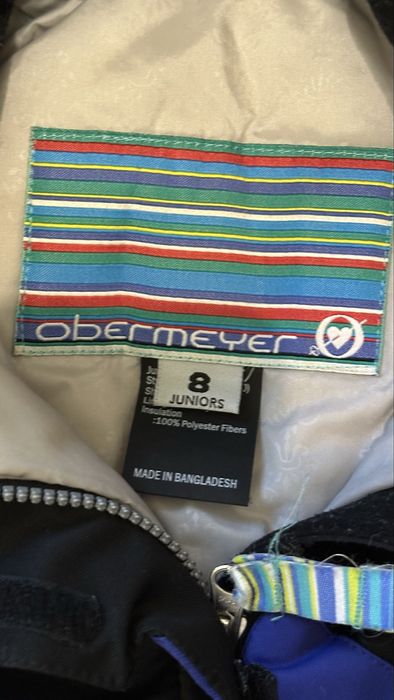 obermeyer
®
8
JUNIORS
Insulation
:100% Polyester Fibers
MADE IN BANGLADESH